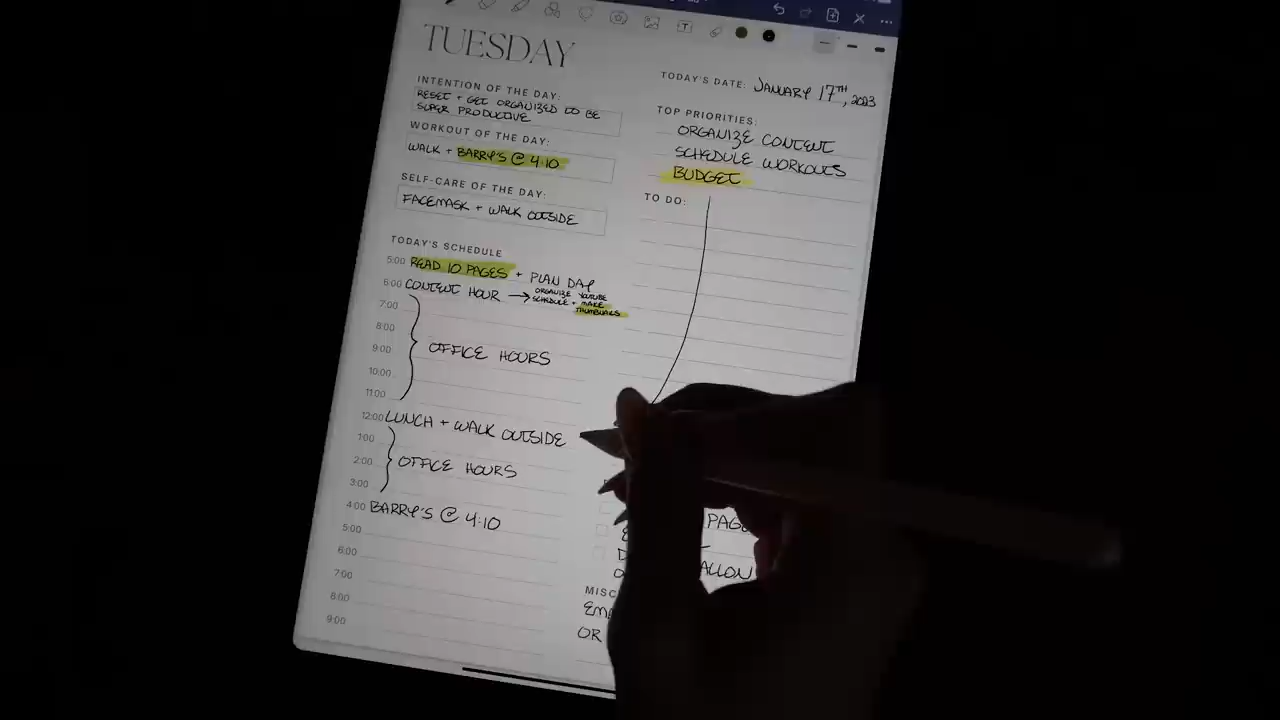 TUESDAY
TODAY'S DATE: JANUARY 17TH, 2023
INTENTION OF THE DAY:
RESET + GET ORGANIZED TO BE
SUPER PRODUCTIVE
WORKOUT OF THE DAY:
WALK + BARRY'S @ 4:10
SELF-CARE OF THE DAY:
FACEMASK + WALK OUTSIDE
TODAY'S SCHEDULE
5:00 READ 10 PAGES + PLAN DAY
6:00 CONTENT HOUR → ORGANIZE YOUTUBE
SCHEDULE + MAKE
THUMBNAILS
7:00
8:00
9:00 OFFICE HOURS
10:00
11:00
12:00 LUNCH + WALK OUTSIDE
1:00
2:00 OFFICE HOURS
3:00
4:00 BARRY'S @ 4:10
5:00
6:00
7:00
8:00
9:00
TOP PRIORITIES:
ORGANIZE CONTENT
SCHEDULE WORKOUTS
BUDGET
TO DO:
PAG
ALLON
MISC
EMA
OR